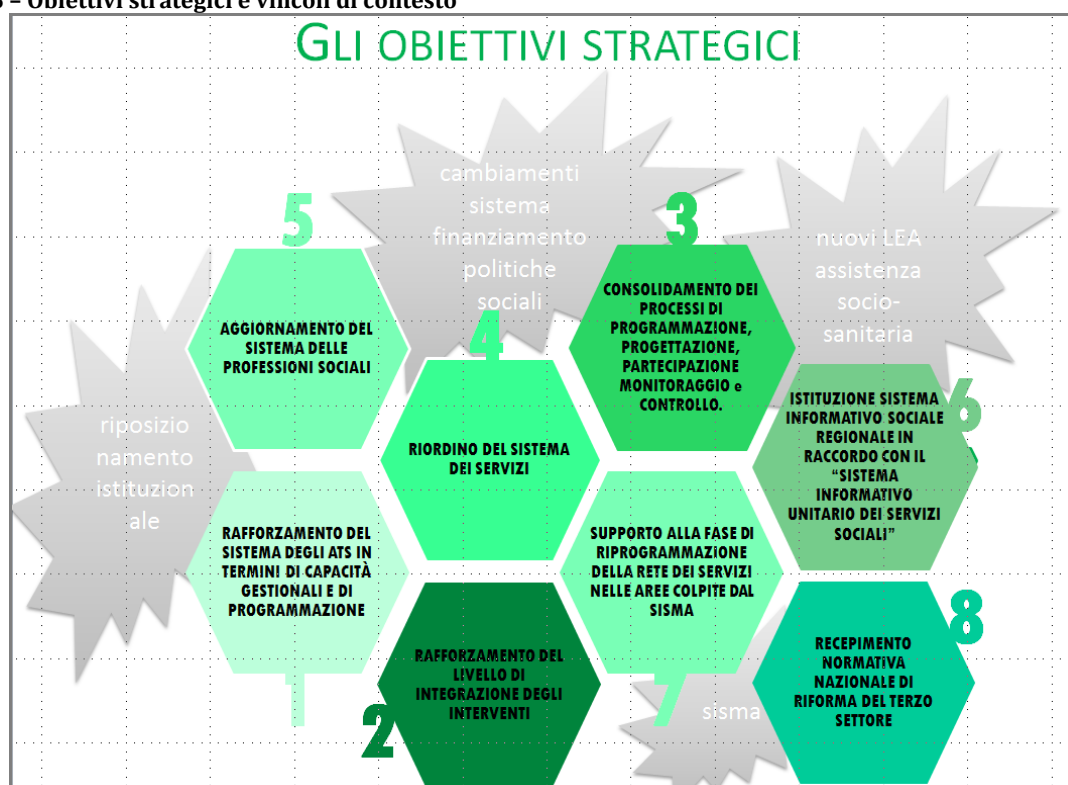 – Obiettivi strategici e vincoli di contesto
GLI OBIETTIVI STRATEGICI
cambiamenti
sistema
finanziamento
politiche
sociali
nuovi LEA
assistenza
socio-
sanitaria
riposizio
namento
istituzion
ale
sisma
5
AGGIORNAMENTO DEL
SISTEMA DELLE
PROFESSIONI SOCIALI
3
CONSOLIDAMENTO DEI
PROCESSI DI
PROGRAMMAZIONE,
PROGETTAZIONE,
PARTECIPAZIONE
MONITORAGGIO e
CONTROLLO.
4
RIORDINO DEL SISTEMA
DEI SERVIZI
6
ISTITUZIONE SISTEMA
INFORMATIVO SOCIALE
REGIONALE IN
RACCORDO CON IL
“SISTEMA
INFORMATIVO
UNITARIO DEI SERVIZI
SOCIALI”
RAFFORZAMENTO DEL
SISTEMA DEGLI ATS IN
TERMINI DI CAPACITÀ
GESTIONALI E DI
PROGRAMMAZIONE
1
SUPPORTO ALLA FASE DI
RIPROGRAMMAZIONE
DELLA RETE DEI SERVIZI
NELLE AREE COLPITE DAL
SISMA
7
RAFFORZAMENTO DEL
LIVELLO DI
INTEGRAZIONE DEGLI
INTERVENTI
2
8
RECEPIMENTO
NORMATIVA
NAZIONALE DI
RIFORMA DEL TERZO
SETTORE